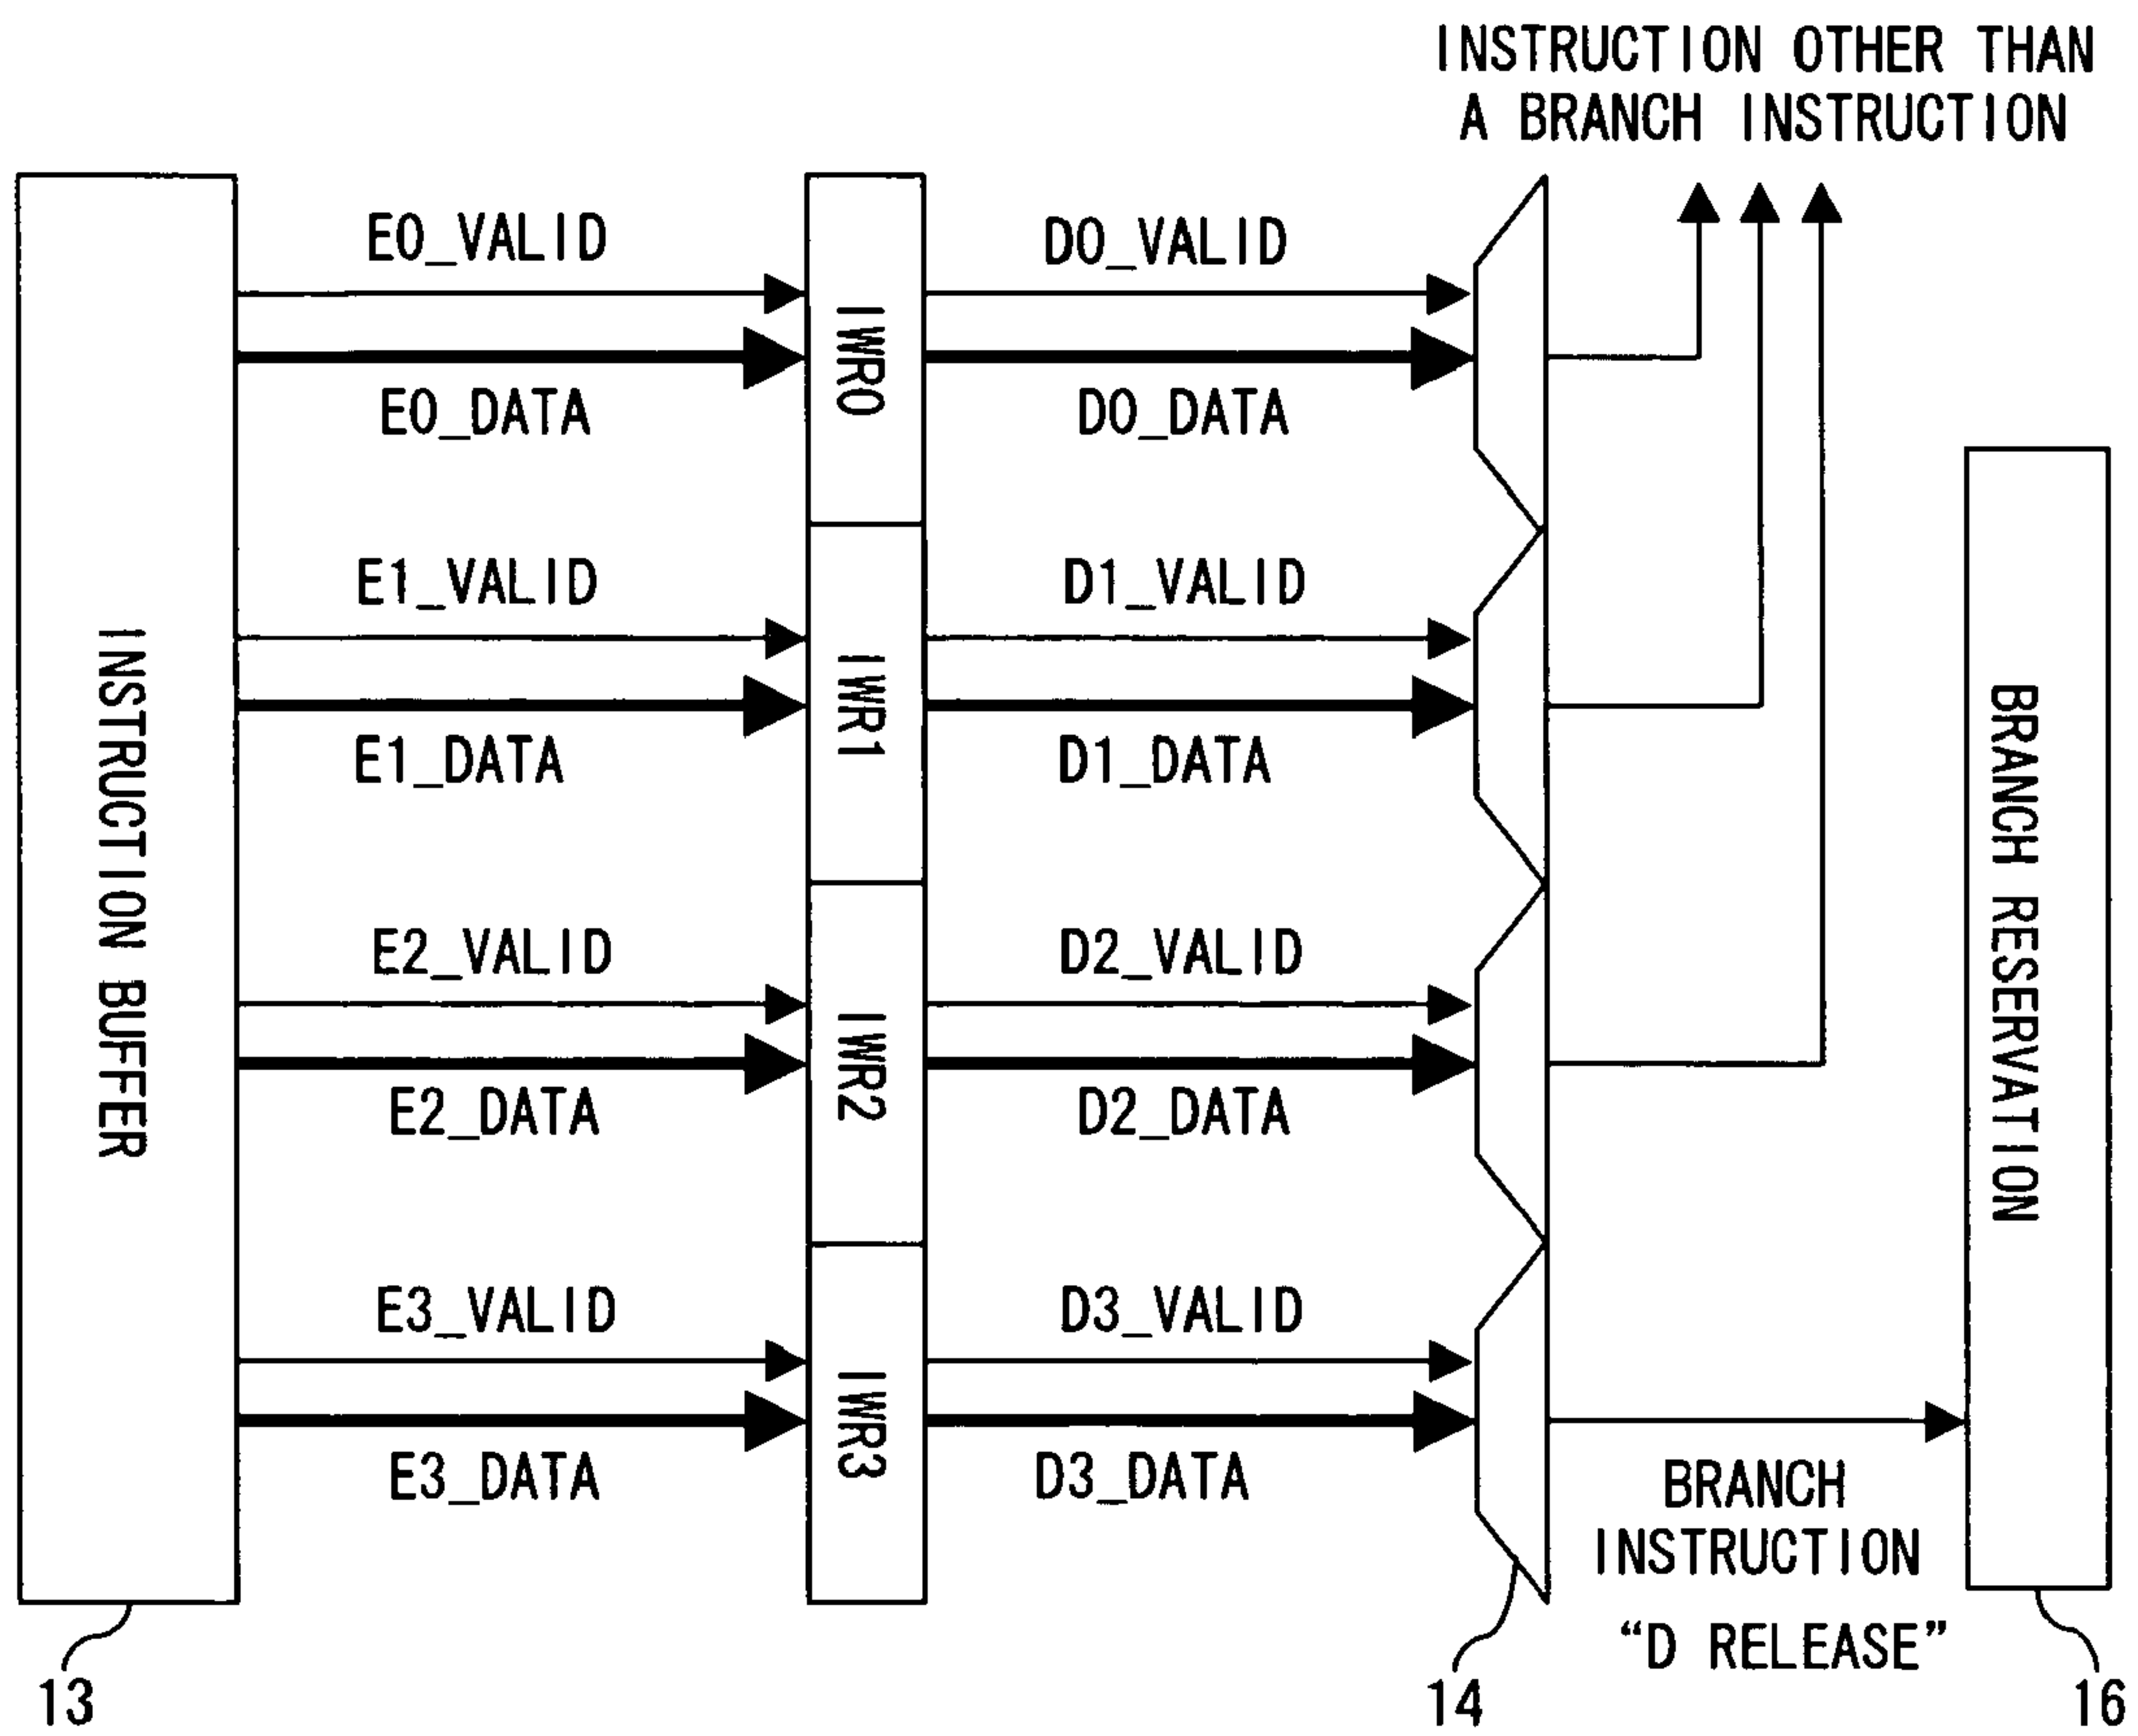 INSTRUCTION OTHER THAN
A BRANCH INSTRUCTION
E0_VALID
D0_VALID
IWR0
E0_DATA
D0_DATA
E1_VALID
D1_VALID
IWR1
E1_DATA
D1_DATA
INSTRUCTION BUFFER
BRANCH RESERVATION
E2_VALID
D2_VALID
IWR2
E2_DATA
D2_DATA
E3_VALID
D3_VALID
IWR3
E3_DATA
D3_DATA
BRANCH
INSTRUCTION
“D RELEASE”
13
14
16